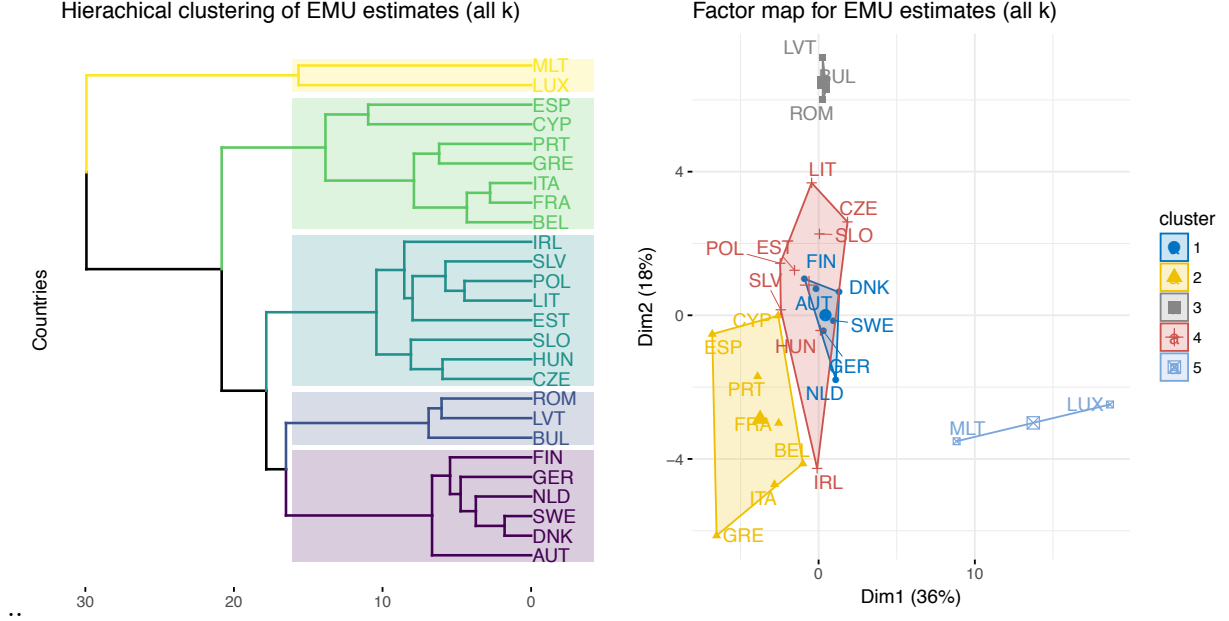 Hierachical clustering of EMU estimates (all k)
Countries
MLT
LUX
ESP
CYP
PRT
GRE
ITA
FRA
BEL
IRL
SLV
POL
LIT
EST
SLO
HUN
CZE
ROM
LVT
BUL
FIN
GER
NLD
SWE
DNK
AUT
30 20 10 0
..
Factor map for EMU estimates (all k)
Dim2 (18%)
4
0
−4
LVT
BUL
ROM
LIT
CZE
SLO
EST
POL
FIN
SLV
DNK
AUT
CYP
SWE
ESP
HUN
GER
PRT
NLD
FRA
LUX
MLT
BEL
IRL
ITA
GRE
0 10
Dim1 (36%)
cluster
1
2
3
4
5